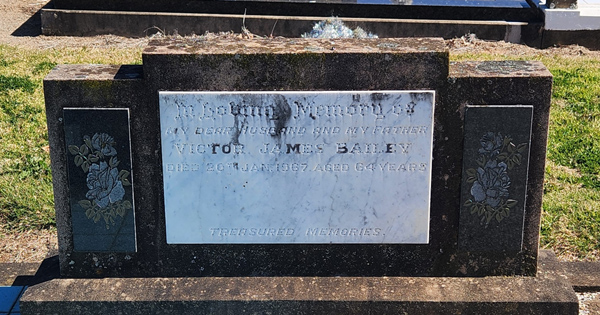 In Loving Memory of
MY DEAR HUSBAND AND MY FATHER
VICTOR JAMES BAILEY
DIED 20TH JAN. 1967 AGED 64 YEARS
TREASURED MEMORIES.